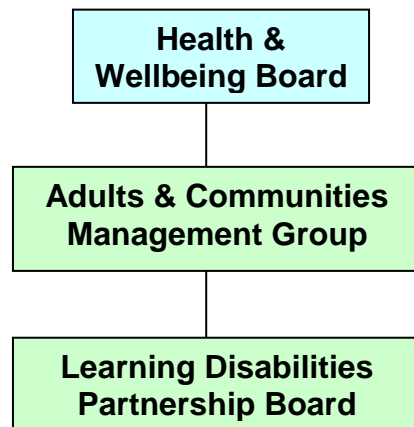 Health &
Wellbeing Board
Adults & Communities
Management Group
Learning Disabilities
Partnership Board